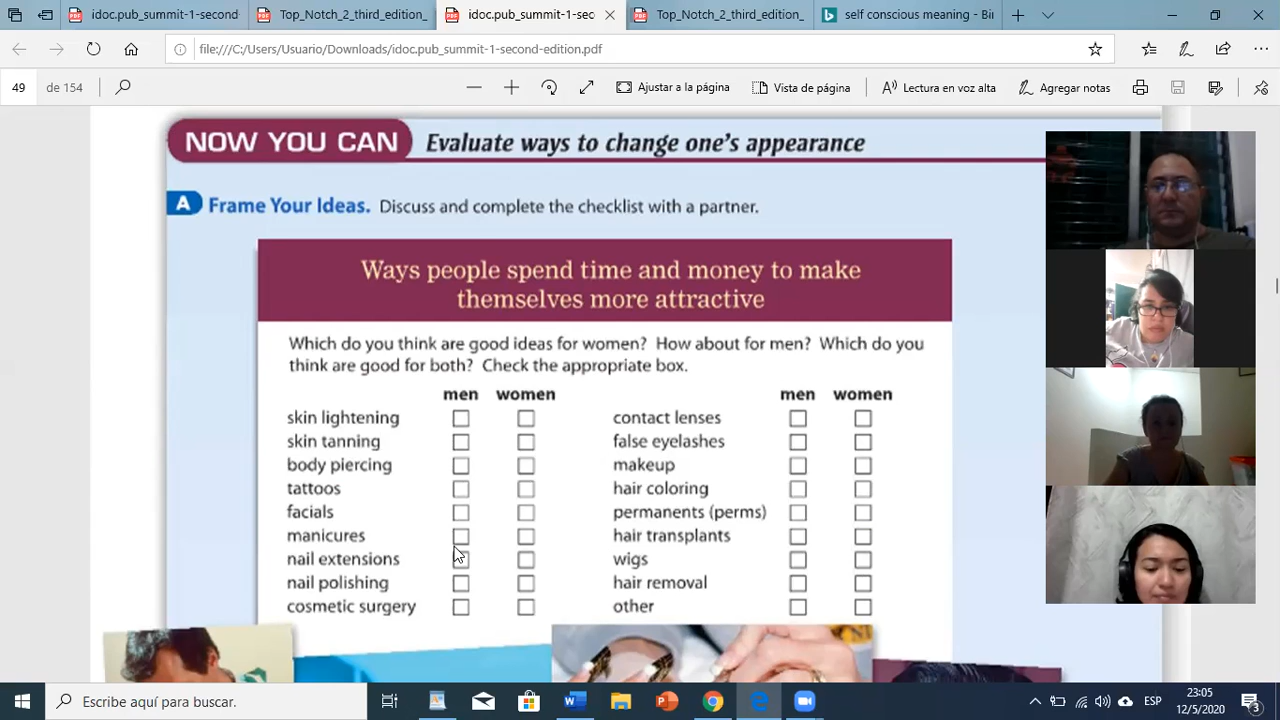 idoc.pub_summit-1-second
Top_Notch_2_third_edition_
idoc.pub_summit-1-sec
Top_Notch_2_third_edition_
self conscious meaning - Bi
file:///C:/Users/Usuario/Downloads/idoc.pub_summit-1-second-edition.pdf
49 de 154
Ajustar a la página
Vista de página
Lectura en voz alta
Agregar notas
NOW YOU CAN Evaluate ways to change one's appearance
A Frame Your Ideas. Discuss and complete the checklist with a partner.
Ways people spend time and money to make
themselves more attractive
Which do you think are good ideas for women? How about for men? Which do you
think are good for both? Check the appropriate box.
men women
skin lightening
skin tanning
body piercing
tattoos
facials
manicures
nail extensions
nail polishing
cosmetic surgery
men women
contact lenses
false eyelashes
makeup
hair coloring
permanents (perms)
hair transplants
wigs
hair removal
other
Escribe aquí para buscar.
ESP
23:05
12/5/2020
3